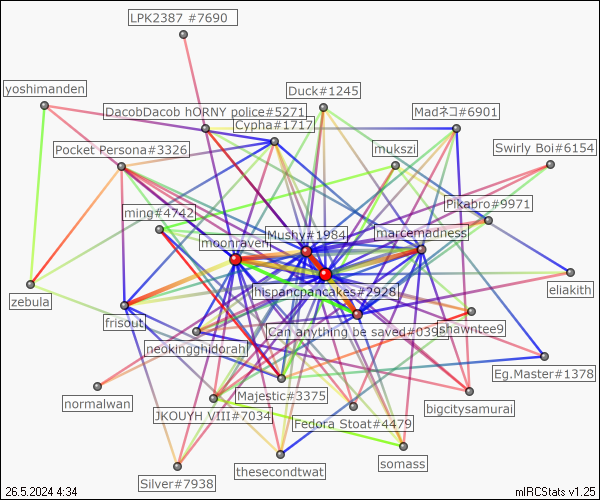 LPK2387 #7690
yoshimanden
Duck#1245
DacobDacob hORNY police#5271
Madネコ#6901
Cypha#1717
Pocket Persona#3326
mukszi
Swirly Boi#6154
Pikabro#9971
ming#4742
Mushy#1984
marcemadness
moonraven
hispancpancakes#2928
eliakith
zebula
frisout
Can anything be saved#039
shawntee9
neokingghidorah
Eg.Master#1378
Majestic#3375
normalwan
bigcitysamurai
JKOUYH VIII#7034
Fedora Stoat#4479
somass
thesecondtwat
Silver#7938
26.5.2024 4:34
mIRCStats v1.25